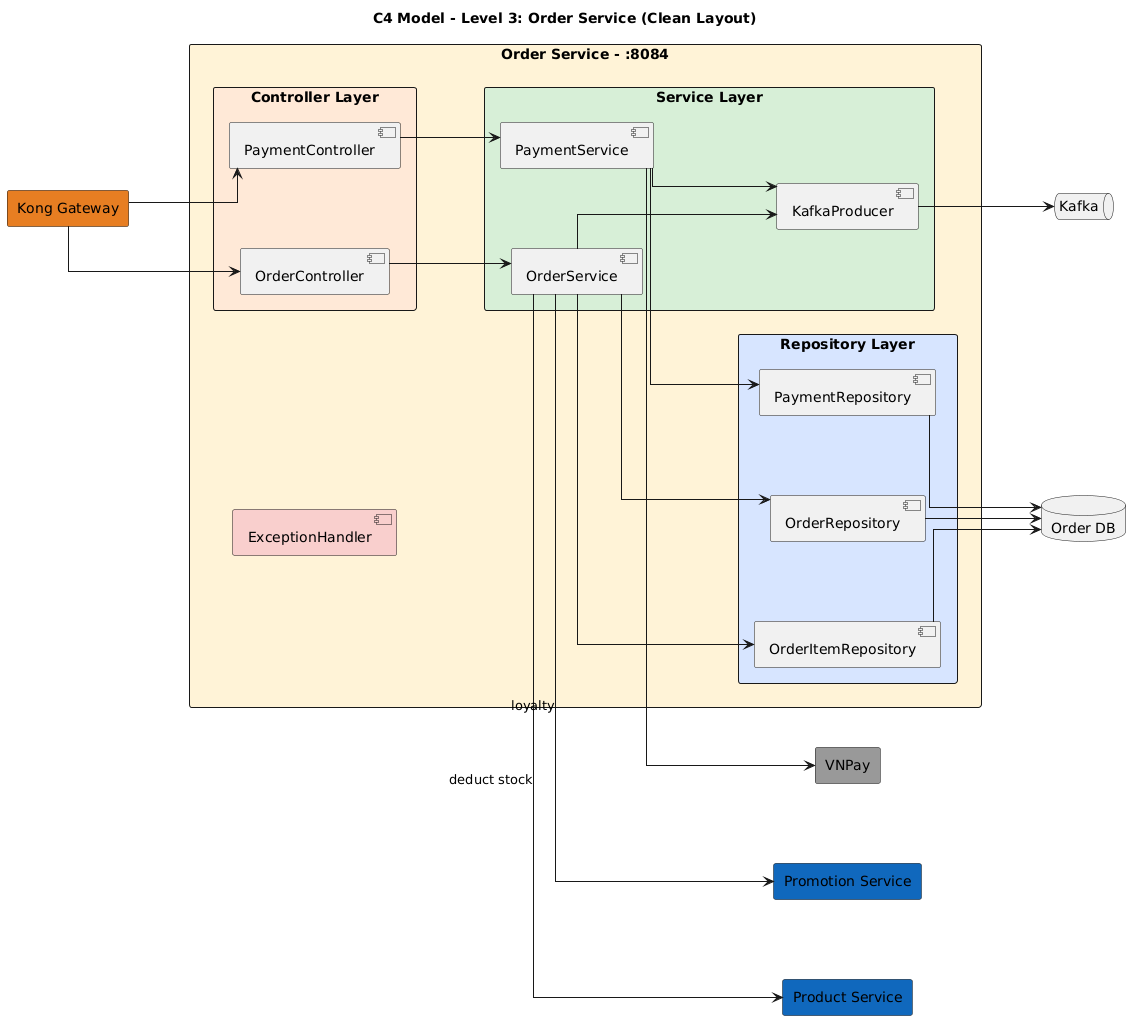 C4 Model - Level 3: Order Service (Clean Layout)
Order Service - :8084
Controller Layer
Service Layer
PaymentController
PaymentService
Kong Gateway
KafkaProducer
Kafka
OrderController
OrderService
Repository Layer
PaymentRepository
OrderRepository
Order DB
ExceptionHandler
OrderItemRepository
loyalty
VNPay
deduct stock
Promotion Service
Product Service